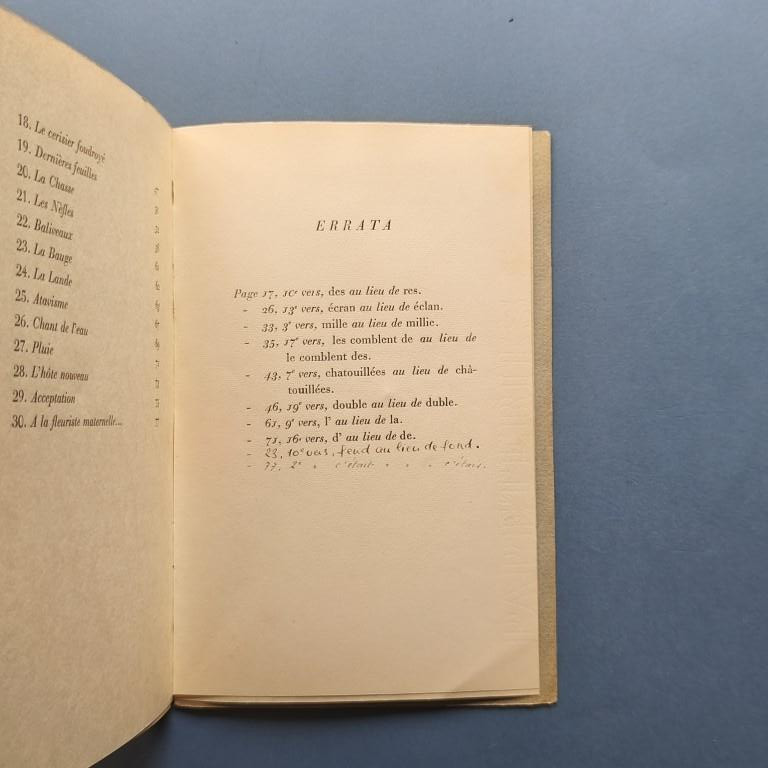 18. Le cerisier foudroyé
19. Dernières feuilles
20. La Chasse
21. Les Nèfles
22. Baliveaux
23. La Bauge
24. La Lande
25. Atavisme
26. Chant de l'eau
27. Pluie
28. L'hôte nouveau
29. Acceptation
30. A la fleuriste maternelle...
ERRATA
Page 17, 10e vers, des au lieu de res.
- 26, 13e vers, écran au lieu de éclan.
- 33, 3e vers, mille au lieu de millic.
- 35, 17e vers, les comblent de au lieu de
le comblent des.
- 43, 7e vers, chatouillées au lieu de châ-
touillées.
- 46, 19e vers, double au lieu de duble.
- 61, 9e vers, l' au lieu de la.
- 71, 16e vers, d' au lieu de de.
- 23, 10e vers, fend au lieu de fond.
- 77, 2e " c'était " " "